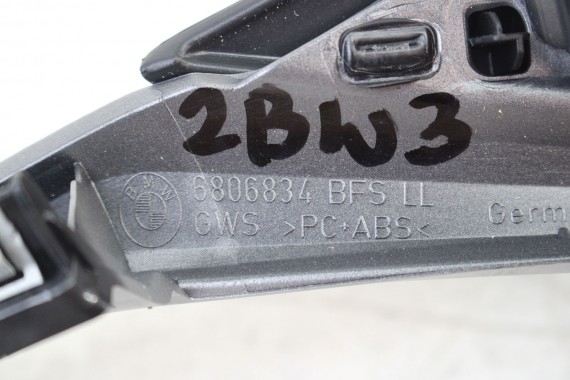 2BW3
BMW
6806834 BFS LL
GWS >PC+ABS<
Germ